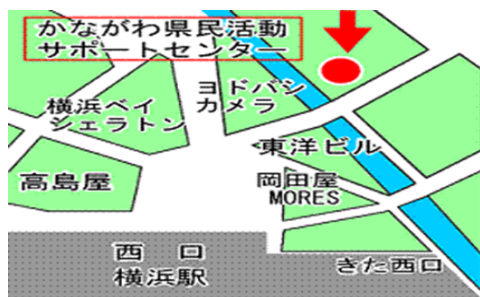 かながわ県民活動
サポートセンター
ヨドバシ
カメラ
横浜ベイ
シェラトン
東洋ビル
高島屋
岡田屋
MORES
西 口
横浜駅
きた西口